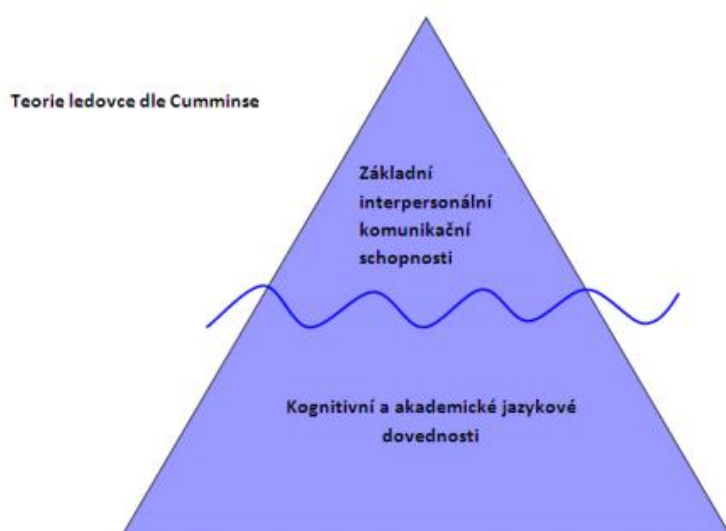 Teorie ledovce dle Cumminse
Základní
interpersonální
komunikační
schopnosti
Kognitivní a akademické jazykové
dovednosti